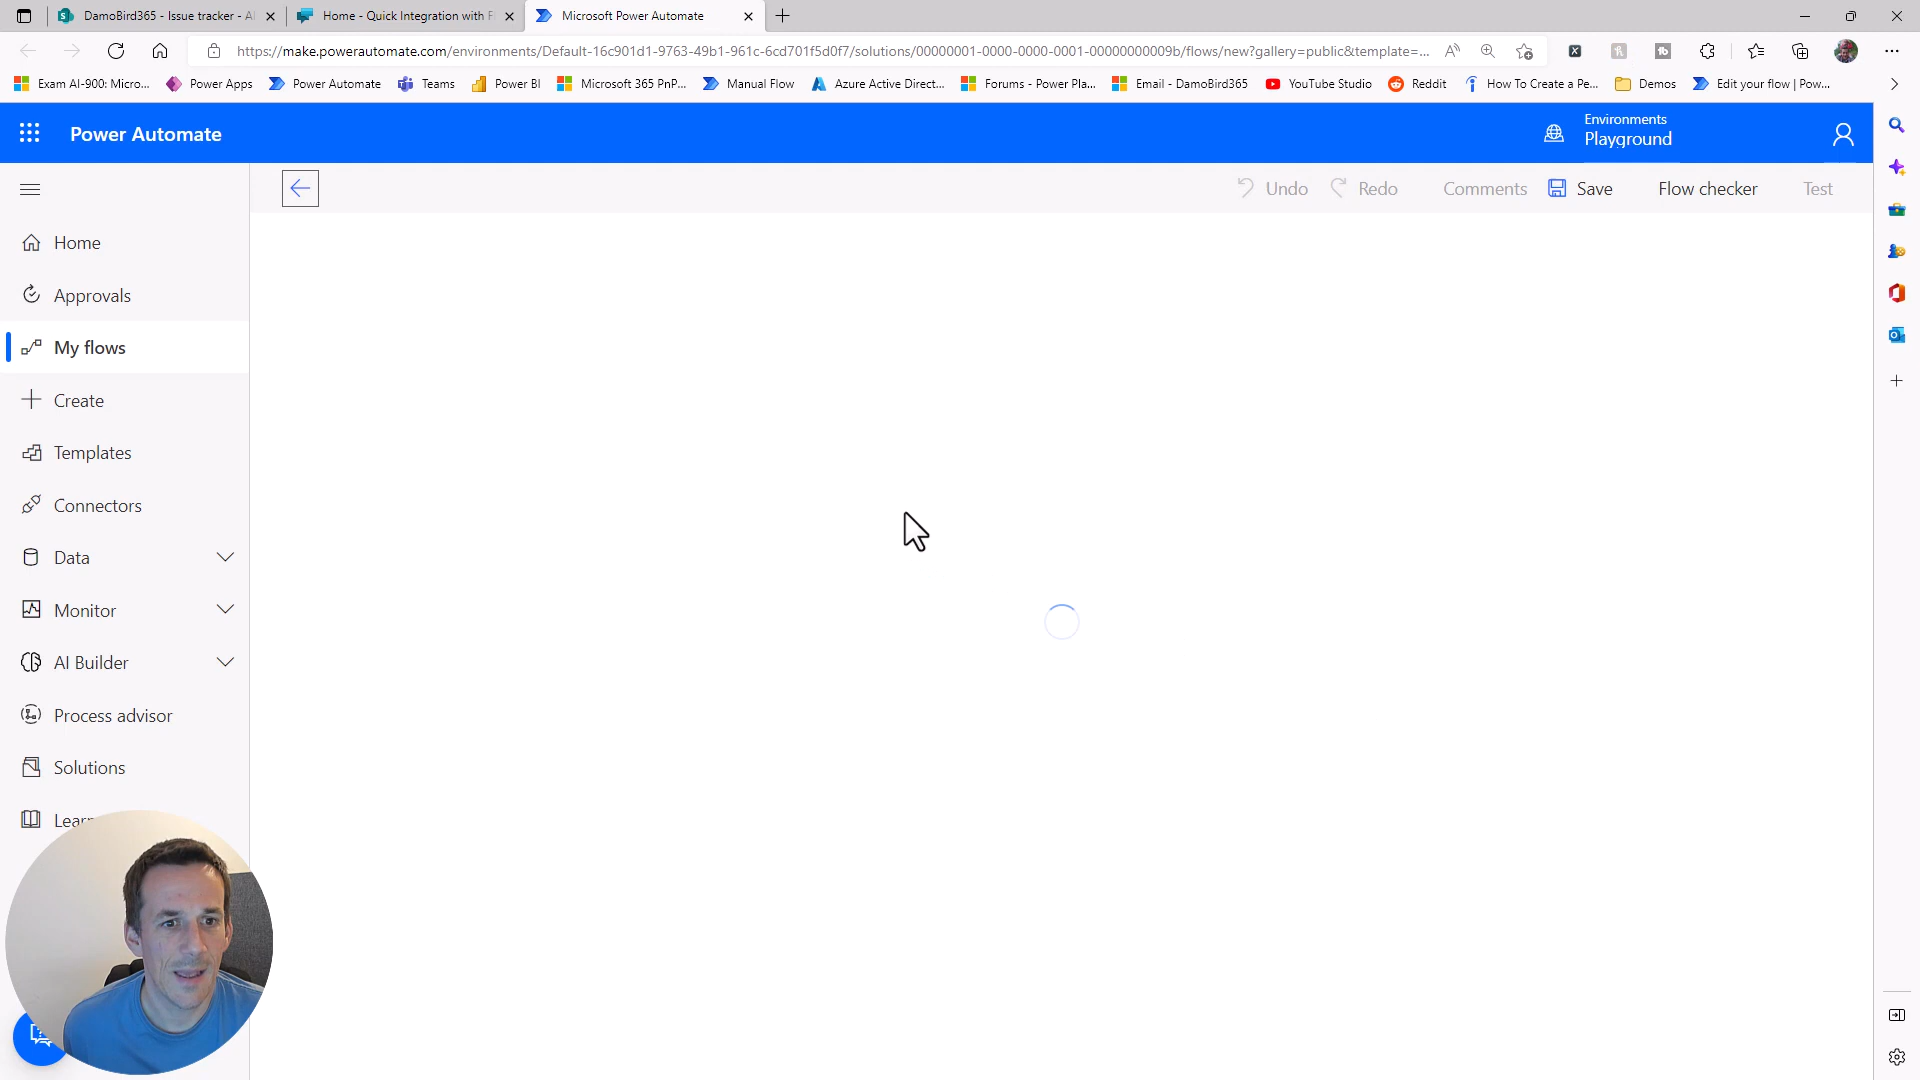 DamoBird365 - Issue tracker - Al
Home - Quick Integration with F
Microsoft Power Automate
https://make.powerautomate.com/environments/Default-16c901d1-9763-49b1-961c-6cd701f5d0f7/solutions/00000001-0000-0000-0001-00000000009b/flows/new?gallery=public&template=...
Exam AI-900: Micro...
Power Apps
Power Automate
Teams
Power BI
Microsoft 365 PnP...
Manual Flow
Azure Active Direct...
Forums - Power Pla...
Email - DamoBird365
YouTube Studio
Reddit
How To Create a Pe...
Demos
Edit your flow | Pow...
Power Automate
Environments
Playground
Undo
Redo
Comments
Save
Flow checker
Test
Home
Approvals
My flows
Create
Templates
Connectors
Data
Monitor
AI Builder
Process advisor
Solutions
Learn